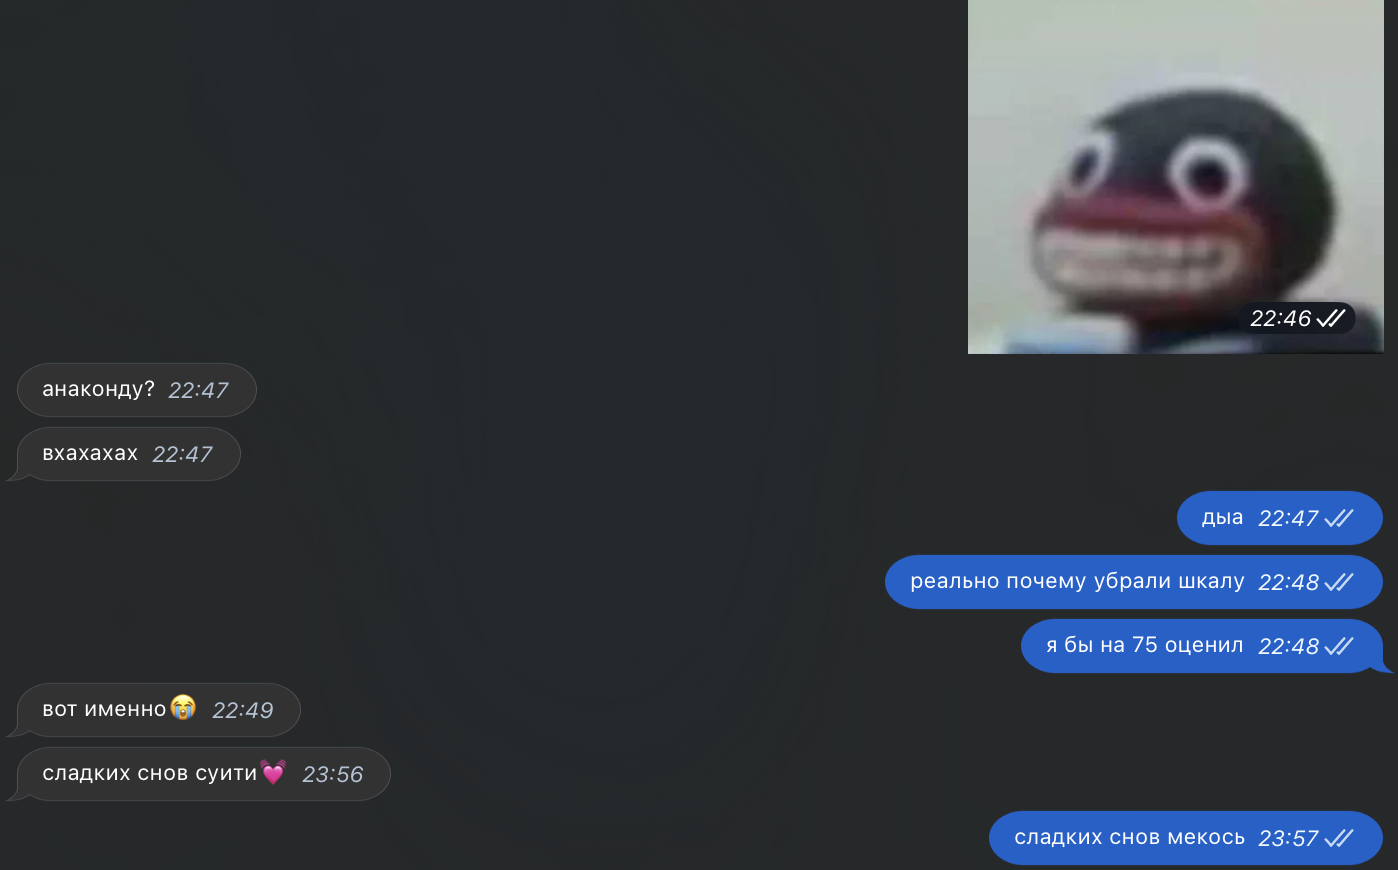 22:46
анаконду? 22:47
вхахахах 22:47
дыа 22:47
реально почему убрали шкалу 22:48
я бы на 75 оценил 22:48
вот именно😭 22:49
сладких снов суити💓 23:56
сладких снов мекось 23:57